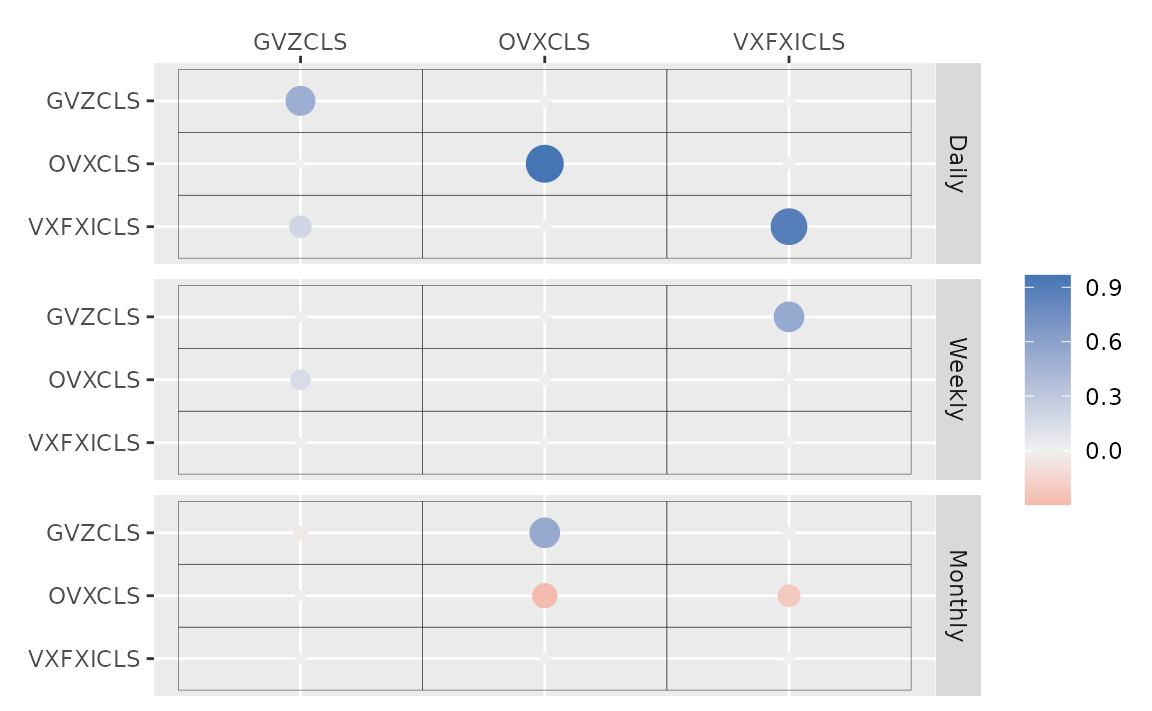 GVZCLS OVXCLS VXFXICLS
GVZCLS
OVXCLS
VXFXICLS
Daily
GVZCLS
OVXCLS
VXFXICLS
Weekly
GVZCLS
OVXCLS
VXFXICLS
Monthly
0.9
0.6
0.3
0.0